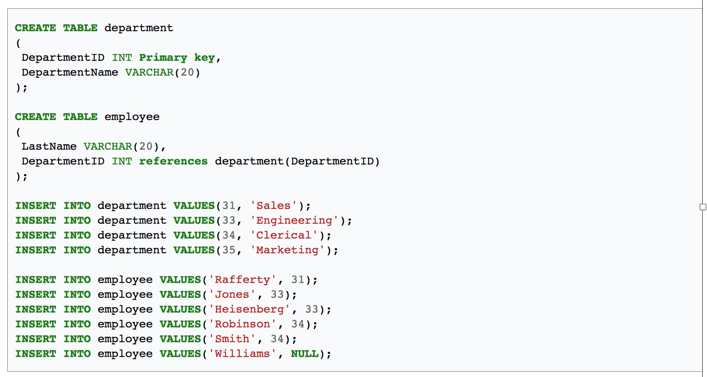 CREATE TABLE department
(
 DepartmentID INT Primary key,
 DepartmentName VARCHAR(20)
);

CREATE TABLE employee
(
 LastName VARCHAR(20),
 DepartmentID INT references department(DepartmentID)
);

INSERT INTO department VALUES(31, 'Sales');
INSERT INTO department VALUES(33, 'Engineering');
INSERT INTO department VALUES(34, 'Clerical');
INSERT INTO department VALUES(35, 'Marketing');

INSERT INTO employee VALUES('Rafferty', 31);
INSERT INTO employee VALUES('Jones', 33);
INSERT INTO employee VALUES('Heisenberg', 33);
INSERT INTO employee VALUES('Robinson', 34);
INSERT INTO employee VALUES('Smith', 34);
INSERT INTO employee VALUES('Williams', NULL);